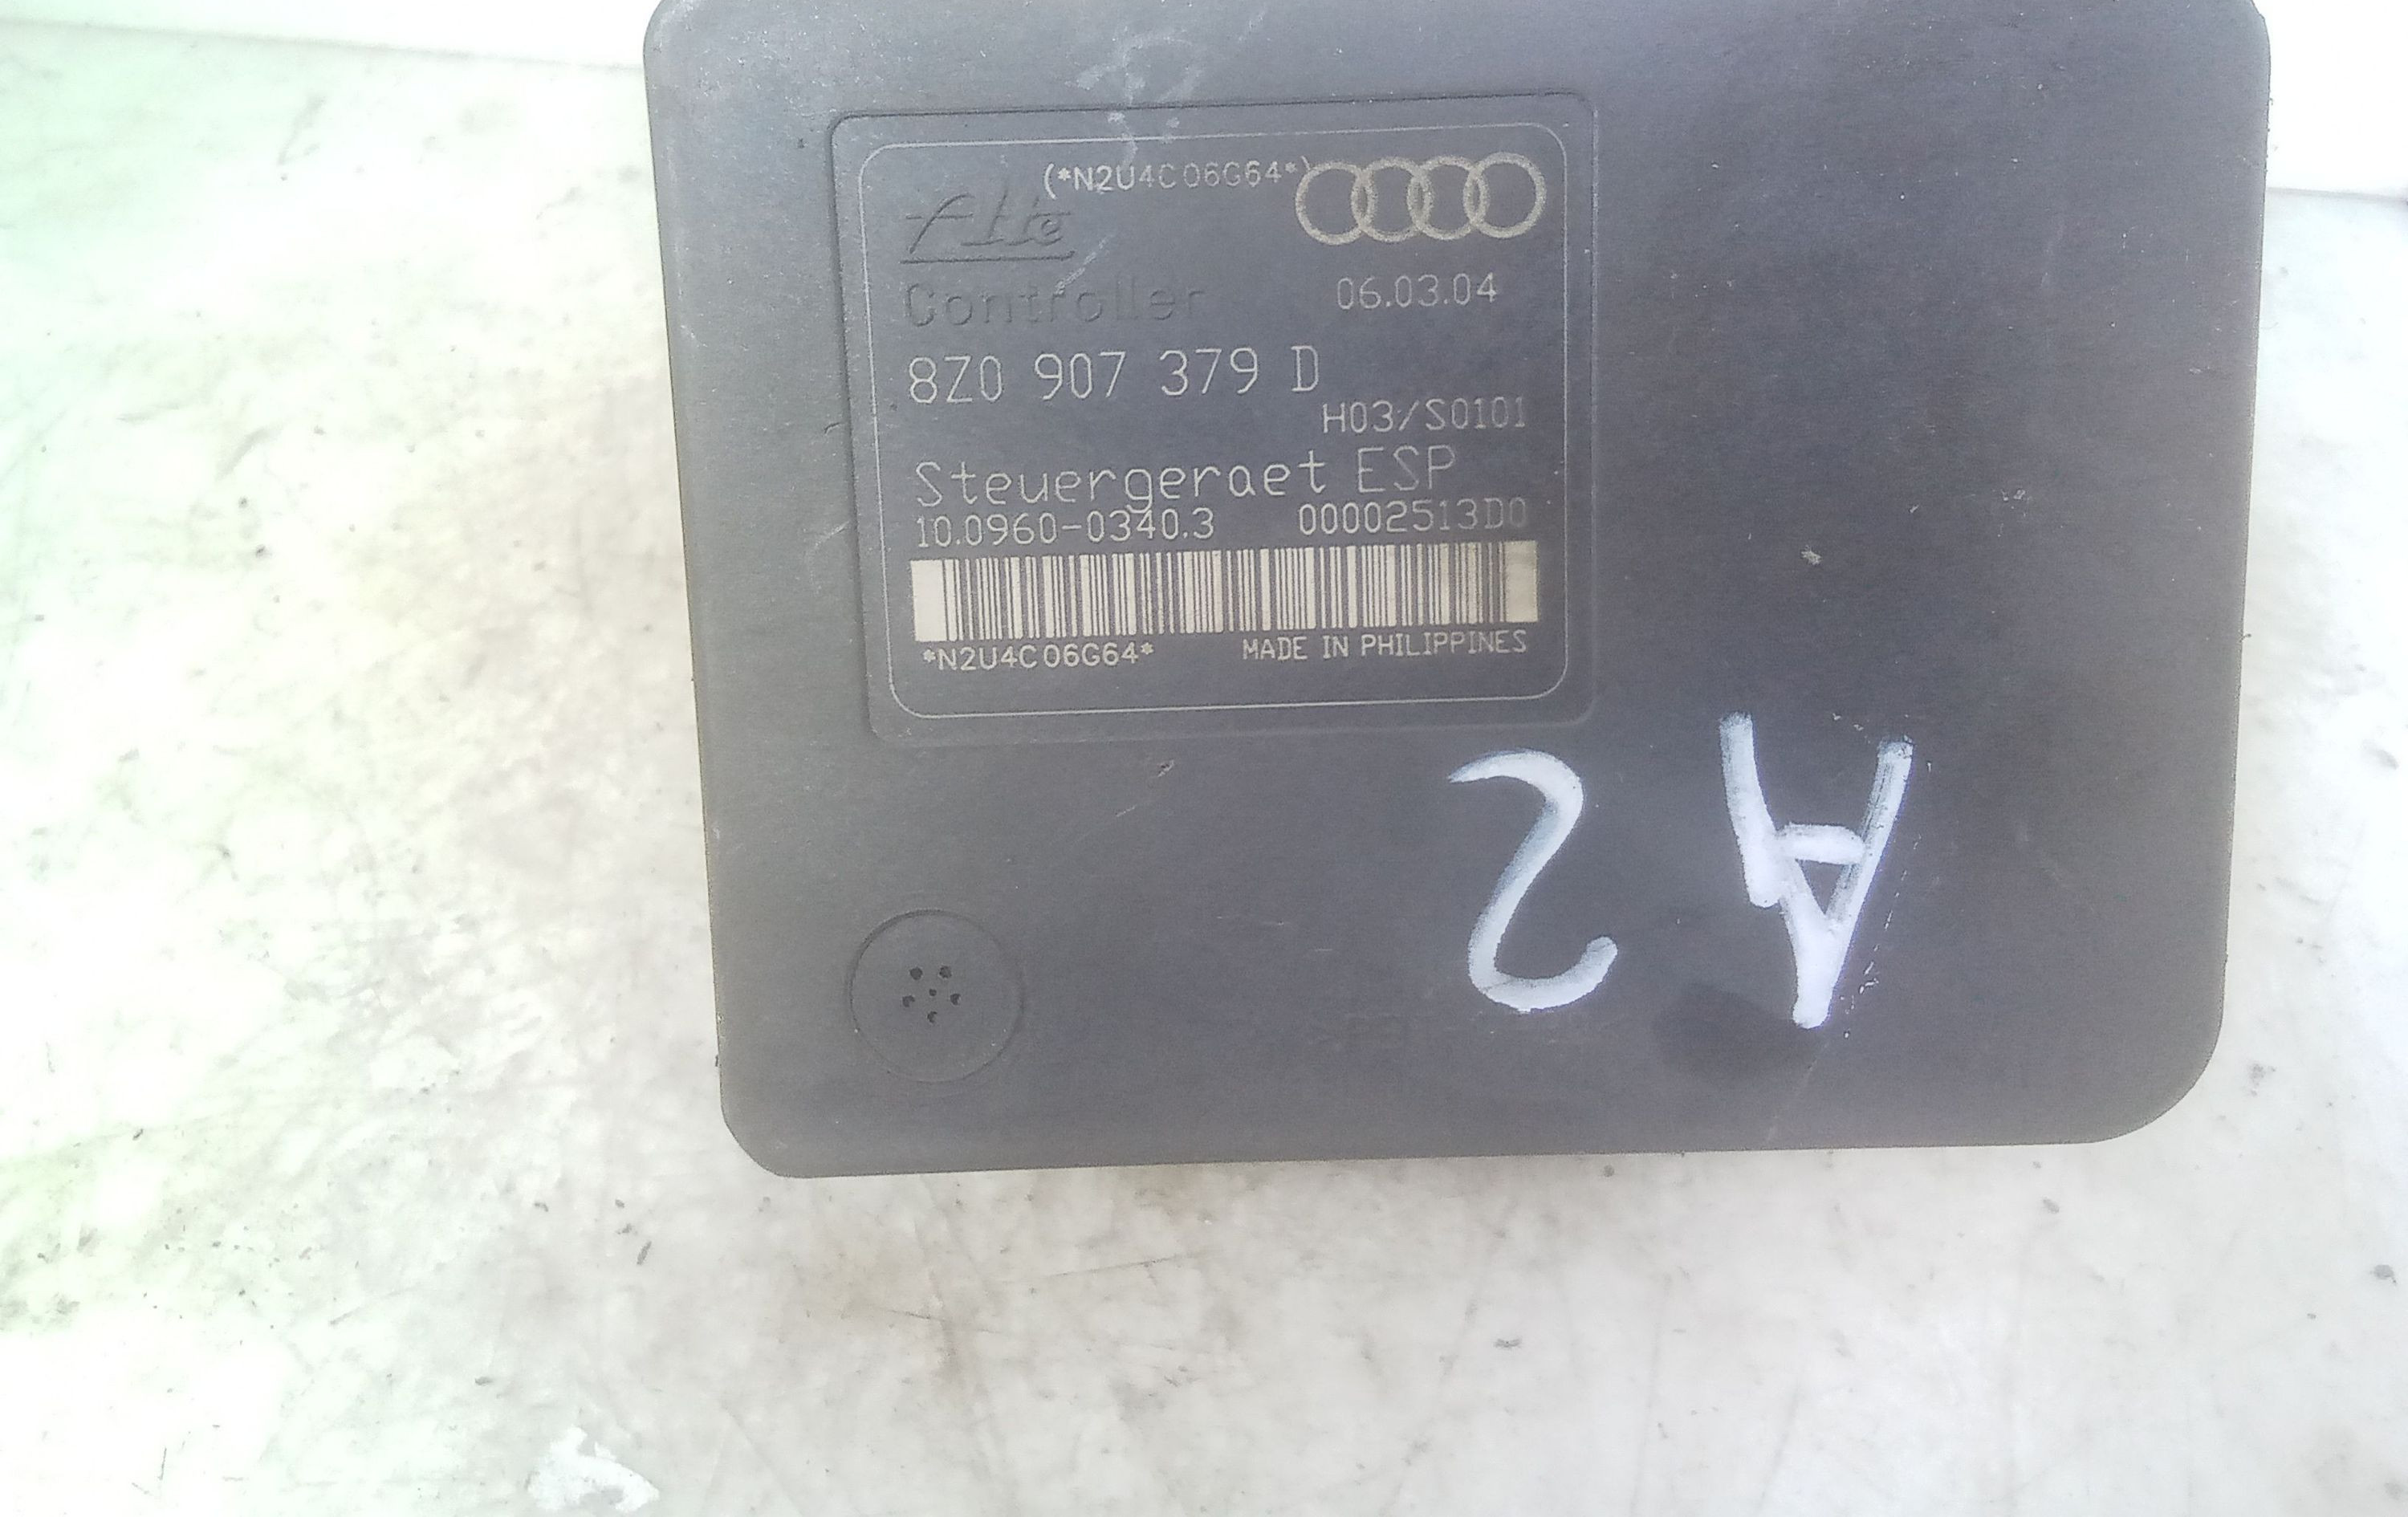 (*N2U4C06G64*)
Ate
Controller
06.03.04
8Z0 907 379 D
H03/S0101
Steuergeraet ESP
10.0960-0340.3 00002513D0
*N2U4C06G64* MADE IN PHILIPPINES
A2